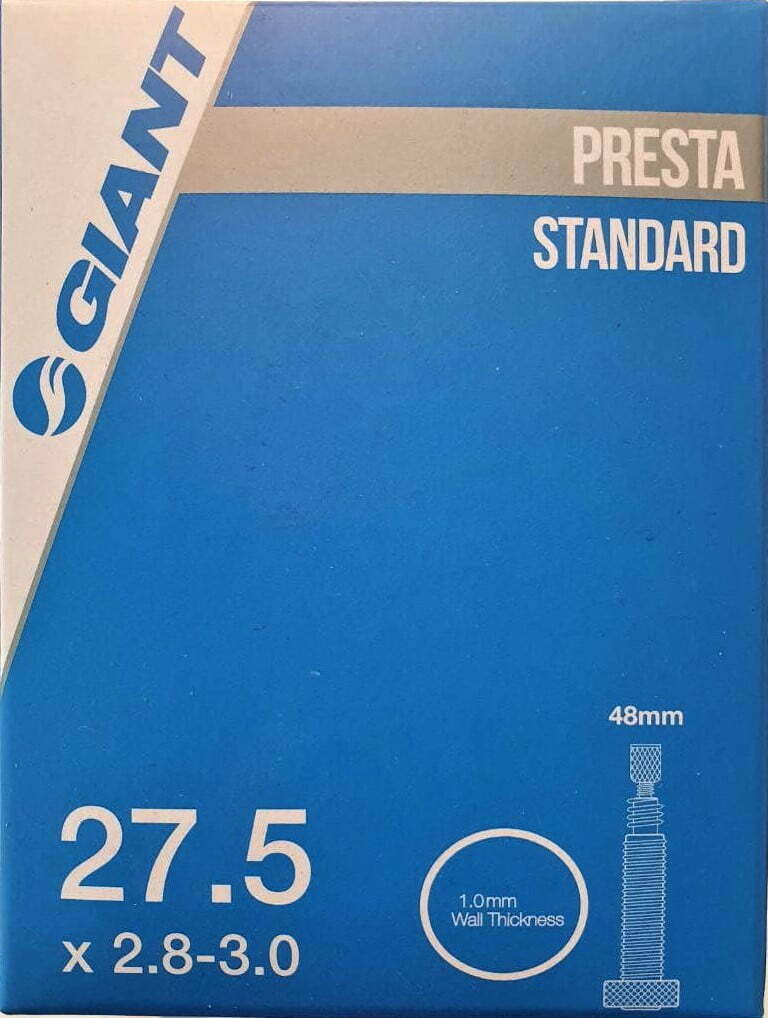 GIANT
PRESTA
STANDARD
48mm
27.5
x 2.8-3.0
1.0mm
Wall Thickness